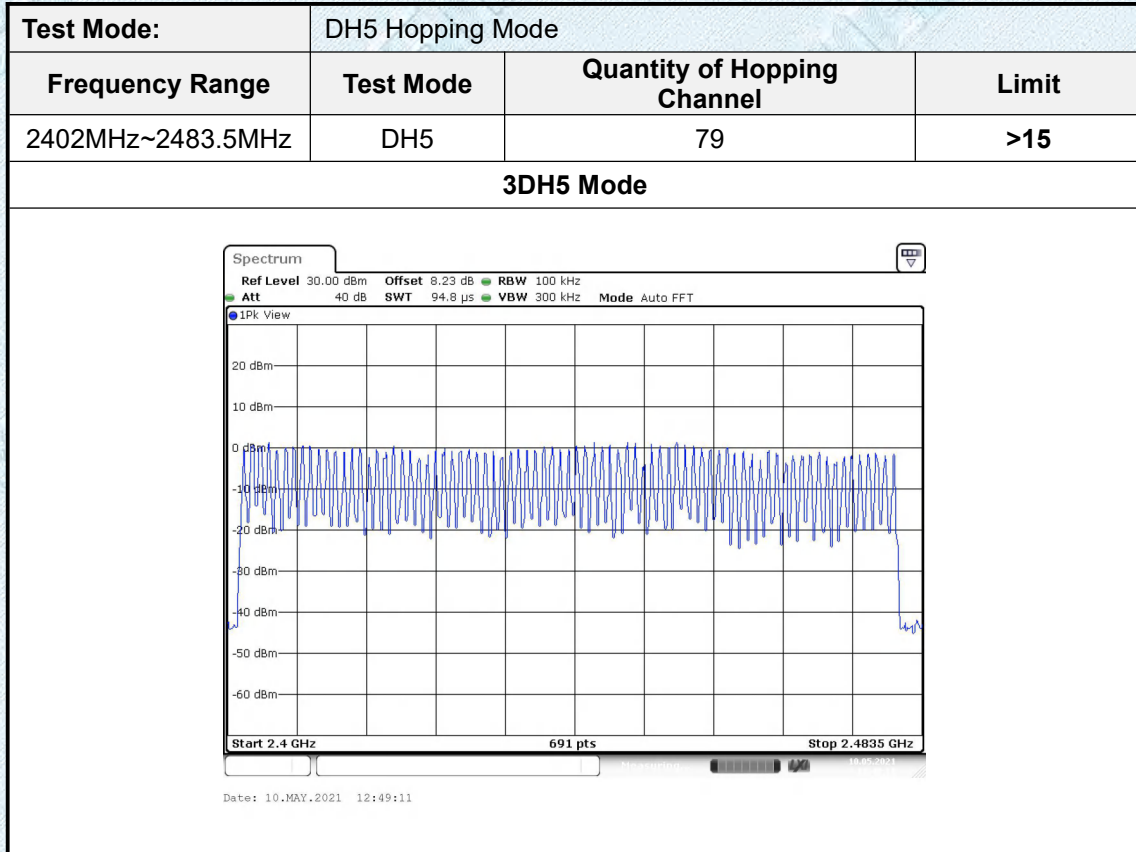 Test Mode: DH5 Hopping Mode
Frequency Range Test Mode Quantity of Hopping Channel Limit
2402MHz~2483.5MHz DH5 79 >15
3DH5 Mode
Spectrum
Ref Level 30.00 dBm Offset 8.23 dB RBW 100 kHz
Att 40 dB SWT 94.8 µs VBW 300 kHz Mode Auto FFT
1Pk View
20 dBm
10 dBm
0 dBm
-10 dBm
-20 dBm
-30 dBm
-40 dBm
-50 dBm
-60 dBm
Start 2.4 GHz 691 pts Stop 2.4835 GHz
Measuring... 10.05.2021
Date: 10.MAY.2021 12:49:11